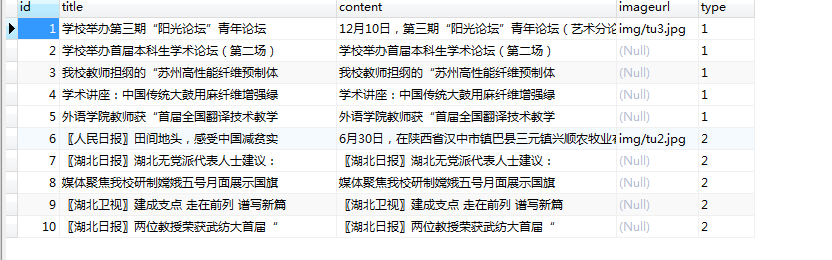 id title content imageurl type
1 学校举办第三期“阳光论坛”青年论坛 12月10日，第三期“阳光论坛”青年论坛（艺术分论 img/tu3.jpg 1
2 学校举办首届本科生学术论坛（第二场） 学校举办首届本科生学术论坛（第二场） (Null) 1
3 我校教师担纲的“苏州高性能纤维预制体 我校教师担纲的“苏州高性能纤维预制体 (Null) 1
4 学术讲座：中国传统大鼓用麻纤维增强绿 学术讲座：中国传统大鼓用麻纤维增强绿 (Null) 1
5 外语学院教师获“首届全国翻译技术教学 外语学院教师获“首届全国翻译技术教学 (Null) 1
6 〖人民日报〗田间地头，感受中国减贫实 6月30日，在陕西省汉中市镇巴县三元镇兴顺农牧业有 img/tu2.jpg 2
7 〖湖北日报〗湖北无党派代表人士建议： 〖湖北日报〗湖北无党派代表人士建议： (Null) 2
8 媒体聚焦我校研制嫦娥五号月面展示国旗 媒体聚焦我校研制嫦娥五号月面展示国旗 (Null) 2
9 〖湖北卫视〗建成支点 走在前列 谱写新篇 〖湖北卫视〗建成支点 走在前列 谱写新篇 (Null) 2
10 〖湖北日报〗两位教授荣获武纺大首届“ 〖湖北日报〗两位教授荣获武纺大首届“ (Null) 2